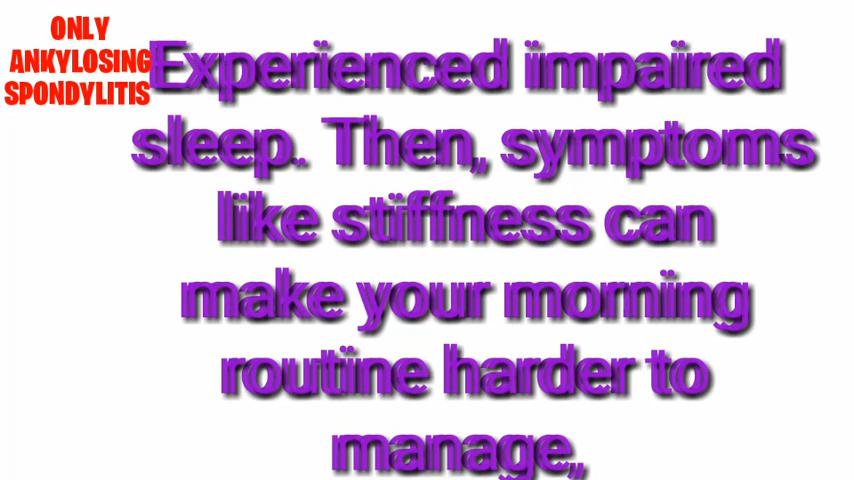 ONLY
ANKYLOSING
SPONDYLITIS
Experienced impaired
sleep. Then, symptoms
like stiffness can
make your morning
routine harder to
manage,